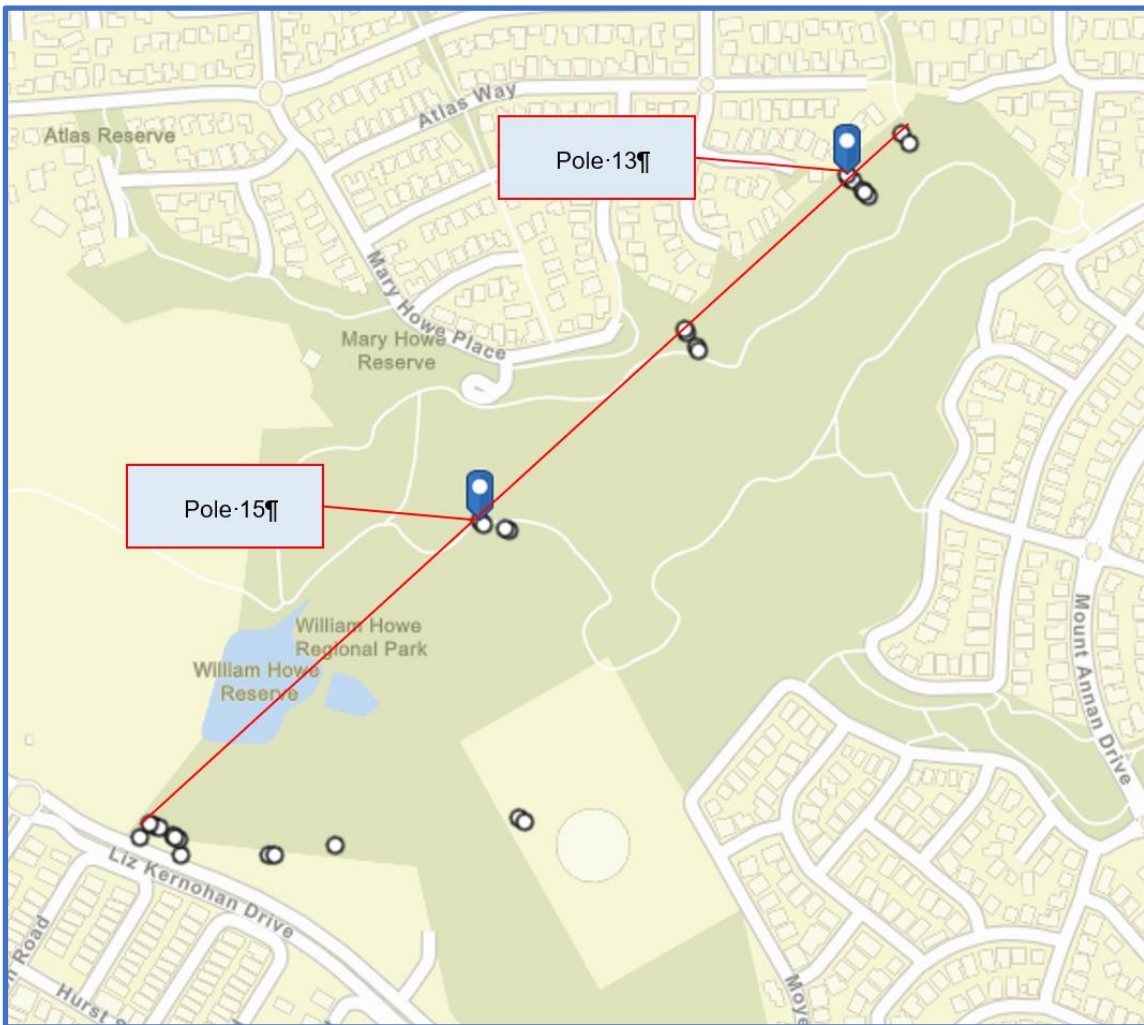 Atlas Way
Pole·13¶
Atlas Reserve
Mary Howe Place
Mary Howe
Reserve
Pole·15¶
William Howe
Regional Park
William Howe
Reserve
Mount Annan Drive
Liz Kernohan Drive
Road
Hurst